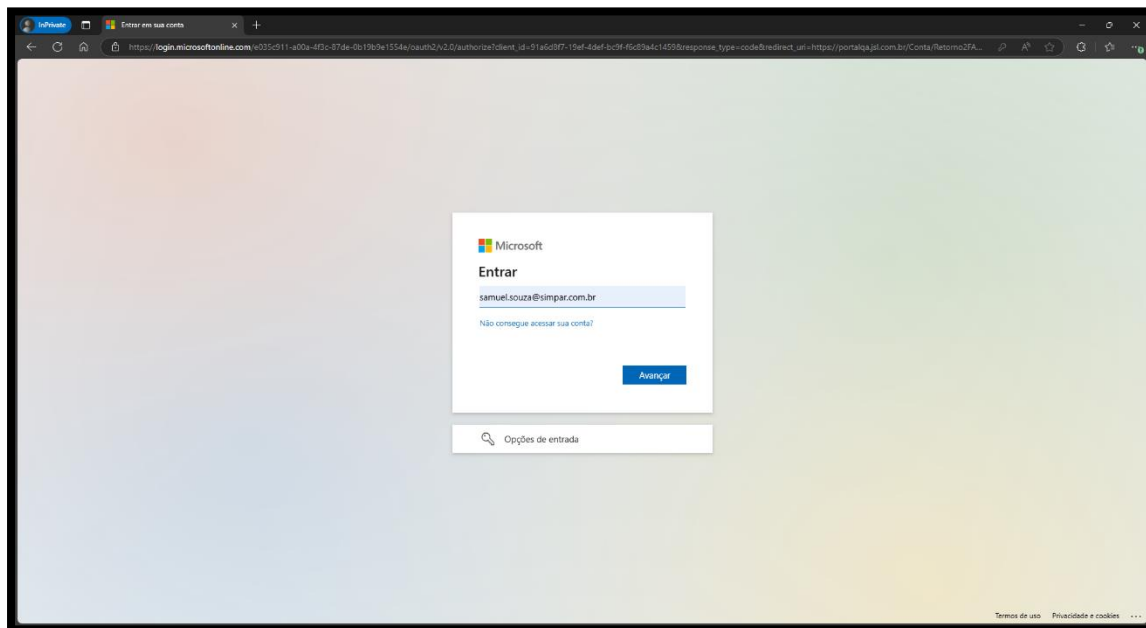 InPrivate
Entrar em sua conta
https://login.microsoftonline.com/e035c911-a00a-4f3c-87de-0b19b9e1554e/oauth2/v2.0/authorize?client_id=91a6d8f7-19ef-4def-bc9f-f6c89a4c1459&response_type=code&redirect_uri=https://portalqa.jsl.com.br/Conta/Retorno2FA...
Microsoft
Entrar
samuel.souza@simpar.com.br
Não consegue acessar sua conta?
Avançar
Opções de entrada
Termos de uso Privacidade e cookies ...